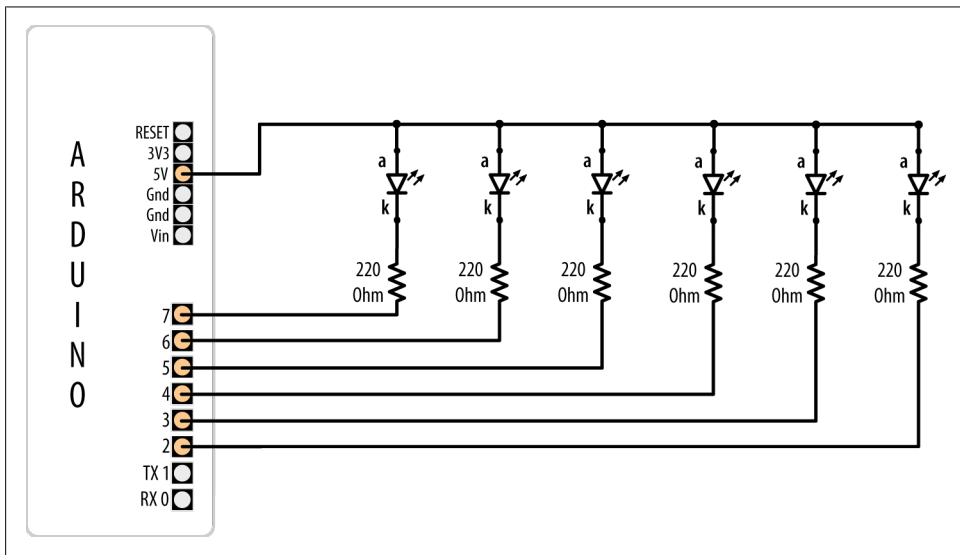 ARDUINO
RESET
3V3
5V
Gnd
Gnd
Vin
7
6
5
4
3
2
TX 1
RX 0
a a a a a a
k k k k k k
220 220 220 220 220 220
Ohm Ohm Ohm Ohm Ohm Ohm